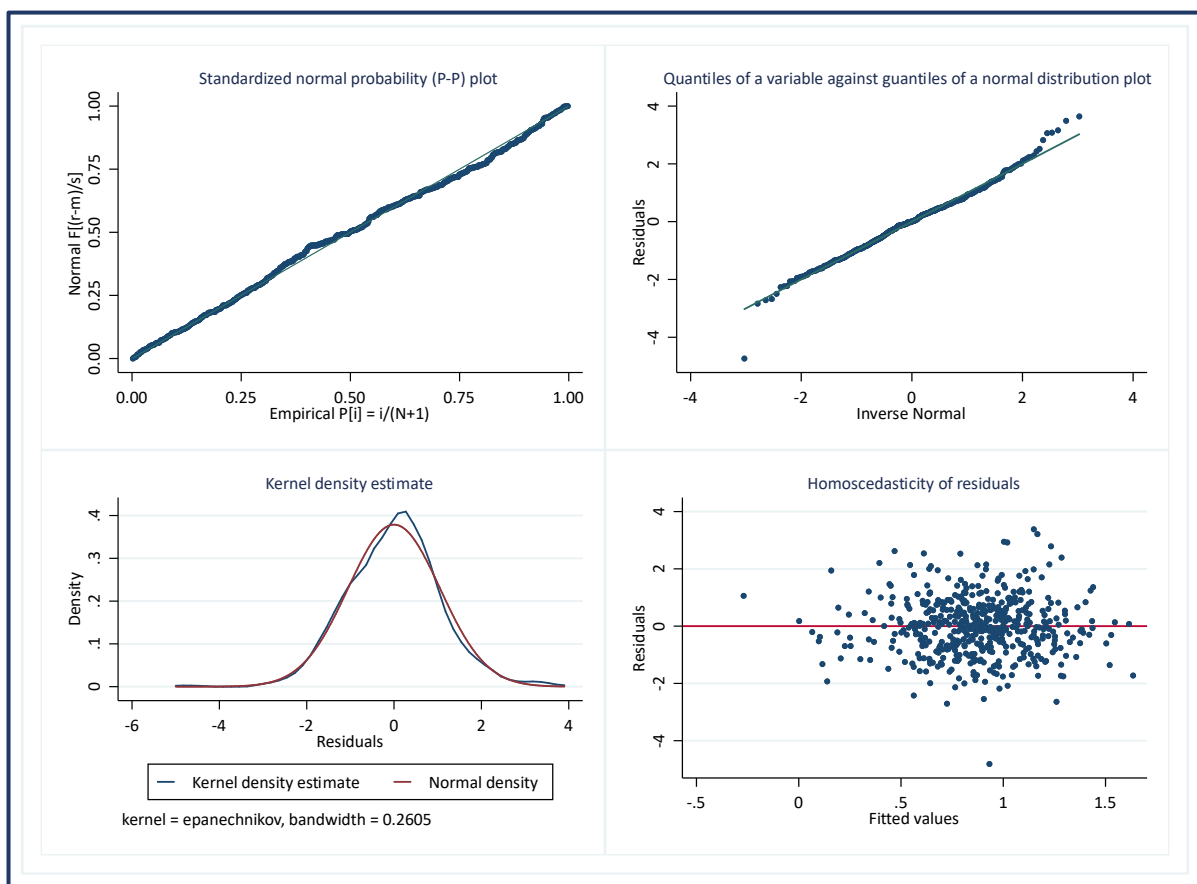 Standardized normal probability (P-P) plot
Normal F[(r-m)/s]
1.00
0.75
0.50
0.25
0.00
0.00 0.25 0.50 0.75 1.00
Empirical P[i] = i/(N+1)
Quantiles of a variable against guantiles of a normal distribution plot
Residuals
4
2
0
-2
-4
-4 -2 0 2 4
Inverse Normal
Kernel density estimate
Density
.4
.3
.2
.1
0
-6 -4 -2 0 2 4
Residuals
Kernel density estimate Normal density
kernel = epanechnikov, bandwidth = 0.2605
Homoscedasticity of residuals
Residuals
4
2
0
-2
-4
-.5 0 .5 1 1.5
Fitted values